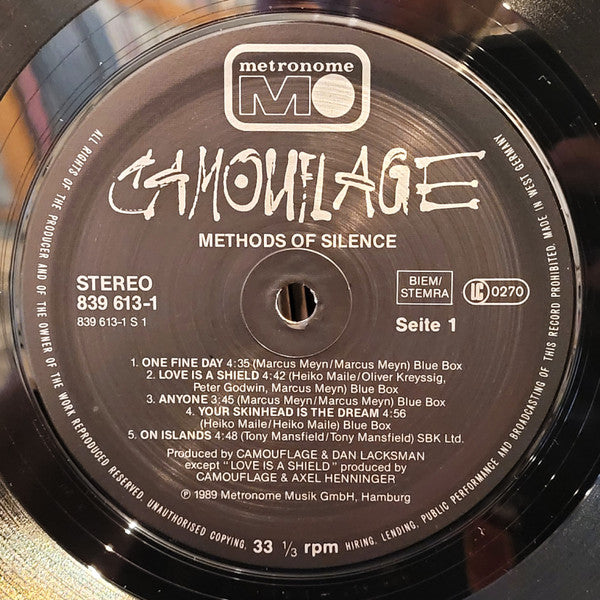 metronome
MO
CAMOUFLAGE
METHODS OF SILENCE
STEREO
839 613-1
839 613-1 S 1
BIEM/
STEMRA
LC 0270
Seite 1
1. ONE FINE DAY 4:35 (Marcus Meyn/Marcus Meyn) Blue Box
2. LOVE IS A SHIELD 4:42 (Heiko Maile/Oliver Kreyssig,
Peter Godwin, Marcus Meyn) Blue Box
3. ANYONE 3:45 (Marcus Meyn/Marcus Meyn) Blue Box
4. YOUR SKINHEAD IS THE DREAM 4:56
(Heiko Maile/Heiko Maile) Blue Box
5. ON ISLANDS 4:48 (Tony Mansfield/Tony Mansfield) SBK Ltd.
Produced by CAMOUFLAGE & DAN LACKSMAN
except "LOVE IS A SHIELD" produced by
CAMOUFLAGE & AXEL HENNINGER
℗ 1989 Metronome Musik GmbH, Hamburg
33 1/3 rpm
ALL RIGHTS OF THE PRODUCER AND OF THE OWNER OF THE WORK REPRODUCED RESERVED. UNAUTHORISED COPYING, HIRING, LENDING, PUBLIC PERFORMANCE AND BROADCASTING OF THIS RECORD PROHIBITED. MADE IN WEST GERMANY